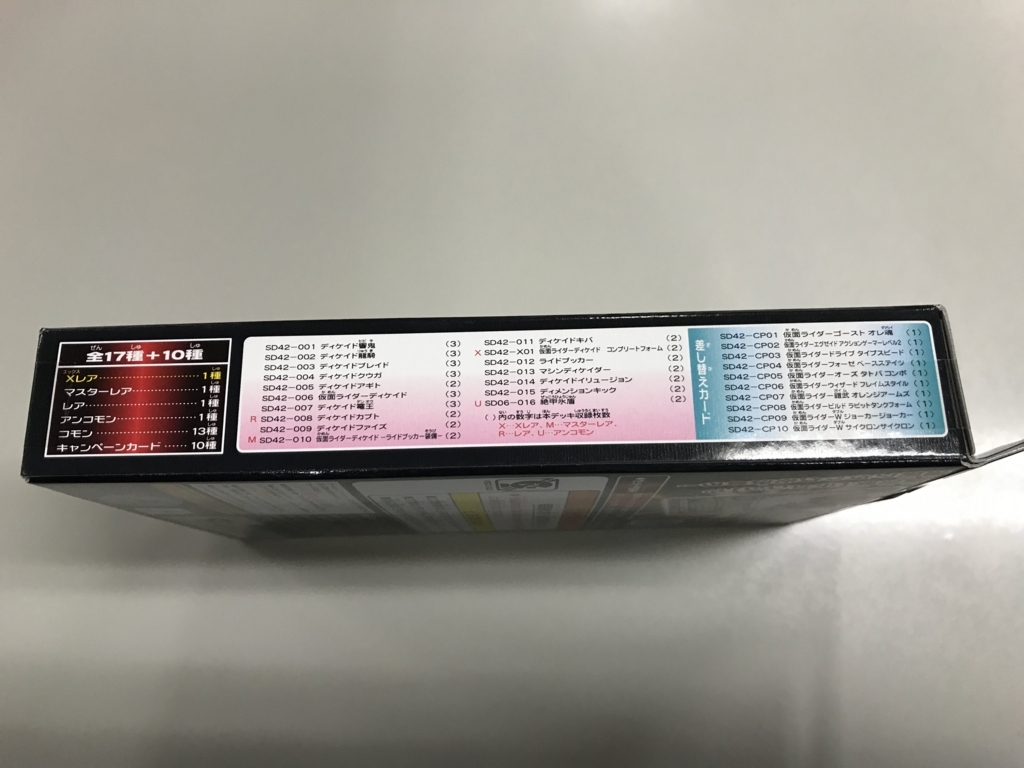 全17種＋10種
Xレア……………1種
マスターレア……………1種
レア……………1種
アンコモン……………1種
コモン……………13種
キャンペーンカード……10種
SD42-001 ディケイド響鬼 (3)
SD42-002 ディケイド龍騎 (3)
SD42-003 ディケイドブレイド (3)
SD42-004 ディケイドクウガ (3)
SD42-005 ディケイドアギト (2)
SD42-006 仮面ライダーディケイド (3)
SD42-007 ディケイド電王 (3)
R SD42-008 ディケイドカブト (2)
SD42-009 ディケイドファイズ (2)
M SD42-010 仮面ライダーディケイド -ライドブッカー装備- (2)
SD42-011 ディケイドキバ (2)
X SD42-X01 仮面ライダーディケイド コンプリートフォーム (2)
SD42-012 ライドブッカー (2)
SD42-013 マシンディケイダー (2)
SD42-014 ディケイドイリュージョン (2)
SD42-015 ディメンションキック (2)
U SD06-016 絶甲氷盾 (2)
( )内の数字は本デッキ収録枚数
X…Xレア、M…マスターレア、
R…レア、U…アンコモン
差し替えカード
SD42-CP01 仮面ライダーゴースト オレ魂 (1)
SD42-CP02 仮面ライダーエグゼイド アクションゲーマーレベル2 (1)
SD42-CP03 仮面ライダードライブ タイプスピード (1)
SD42-CP04 仮面ライダーフォーゼ ベースステイツ (1)
SD42-CP05 仮面ライダーオーズ タトバ コンボ (1)
SD42-CP06 仮面ライダーウィザード フレイムスタイル (1)
SD42-CP07 仮面ライダー鎧武 オレンジアームズ (1)
SD42-CP08 仮面ライダービルド ラビットタンクフォーム (1)
SD42-CP09 仮面ライダーW ジョーカージョーカー (1)
SD42-CP10 仮面ライダーW サイクロンサイクロン (1)